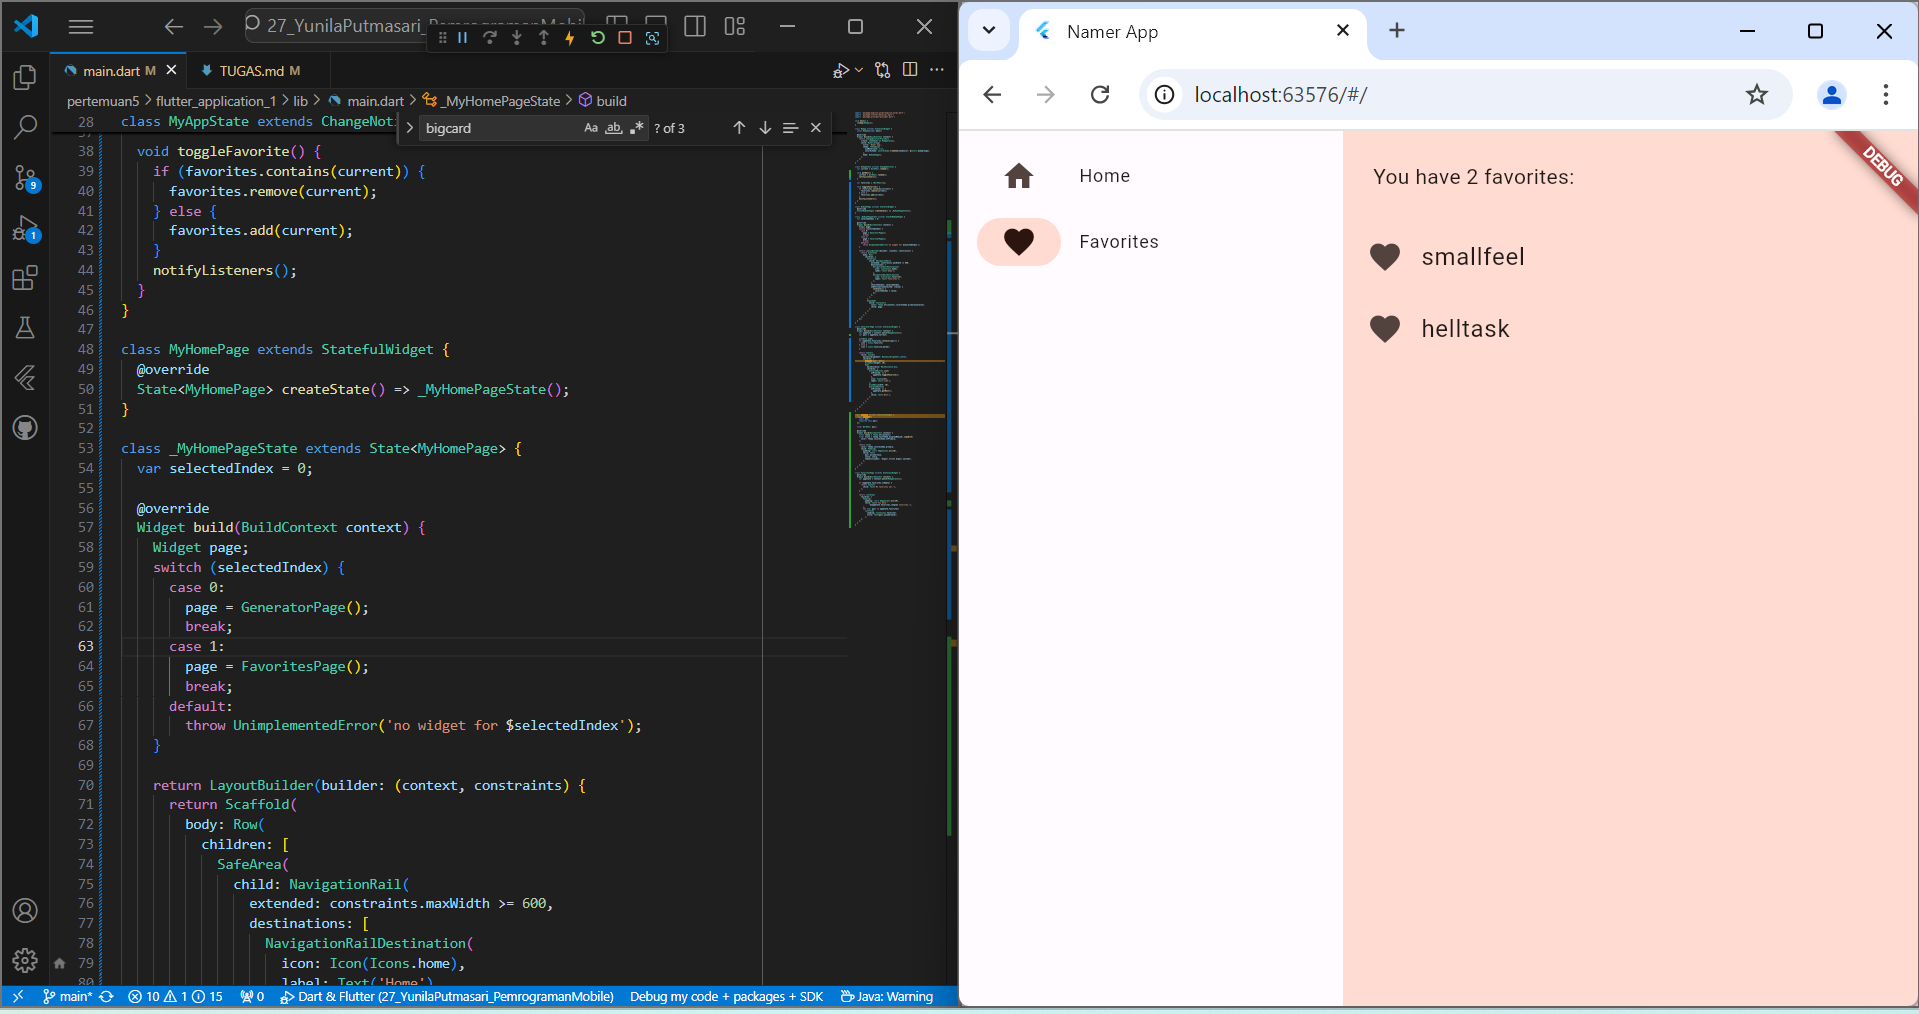 27_YunilaPutmasari_PemrogramanMobi
main.dart M
TUGAS.md M
pertemuan5 > flutter_application_1 > lib > main.dart > _MyHomePageState > build
28 class MyAppState extends ChangeNoti
bigcard
Aa ab .*
? of 3
37
38 void toggleFavorite() {
39 if (favorites.contains(current)) {
40 favorites.remove(current);
41 } else {
42 favorites.add(current);
43 }
44 notifyListeners();
45 }
46 }
47
48 class MyHomePage extends StatefulWidget {
49 @override
50 State<MyHomePage> createState() => _MyHomePageState();
51 }
52
53 class _MyHomePageState extends State<MyHomePage> {
54 var selectedIndex = 0;
55
56 @override
57 Widget build(BuildContext context) {
58 Widget page;
59 switch (selectedIndex) {
60 case 0:
61 page = GeneratorPage();
62 break;
63 case 1:
64 page = FavoritesPage();
65 break;
66 default:
67 throw UnimplementedError('no widget for $selectedIndex');
68 }
69
70 return LayoutBuilder(builder: (context, constraints) {
71 return Scaffold(
72 body: Row(
73 children: [
74 SafeArea(
75 child: NavigationRail(
76 extended: constraints.maxWidth >= 600,
77 destinations: [
78 NavigationRailDestination(
79 icon: Icon(Icons.home),
80 label: Text('Home')
9
1
main* 10 1 15 0 Dart & Flutter (27_YunilaPutmasari_PemrogramanMobile) Debug my code + packages + SDK Java: Warning
Namer App
localhost:63576/#/
Home
Favorites
You have 2 favorites:
smallfeel
helltask
DEBUG